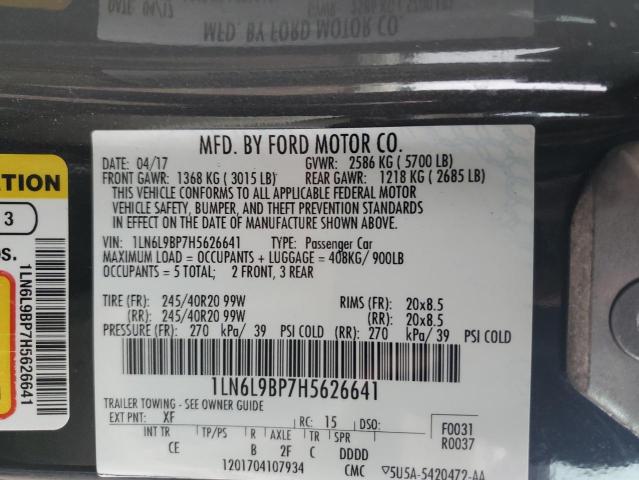 MFD. BY FORD MOTOR CO.
DATE: 04/17 GVWR: 2586 KG ( 5700 LB)
FRONT GAWR: 1368 KG ( 3015 LB) REAR GAWR: 1218 KG ( 2685 LB)
THIS VEHICLE CONFORMS TO ALL APPLICABLE FEDERAL MOTOR
VEHICLE SAFETY, BUMPER, AND THEFT PREVENTION STANDARDS
IN EFFECT ON THE DATE OF MANUFACTURE SHOWN ABOVE.
VIN: 1LN6L9BP7H5626641 TYPE: Passenger Car
MAXIMUM LOAD = OCCUPANTS + LUGGAGE = 408KG/ 900LB
OCCUPANTS = 5 TOTAL; 2 FRONT, 3 REAR
TIRE (FR): 245/40R20 99W RIMS (FR): 20x8.5
(RR): 245/40R20 99W (RR): 20x8.5
PRESSURE (FR): 270 kPa/ 39 PSI COLD (RR): 270 kPa/ 39 PSI COLD
1LN6L9BP7H5626641
TRAILER TOWING - SEE OWNER GUIDE
EXT PNT: XF RC: 15 DSO: F0031
R0037
INT TR TP/PS R AXLE TR SPR
CE B 2F C DDDD
1201704107934 CMC 5U5A-5420472-AA
ATION
3
OS.
1LN6L9BP7H5626641
04/17
2586 KG ( 5700 LB)
MFD. BY FORD MOTOR CO.